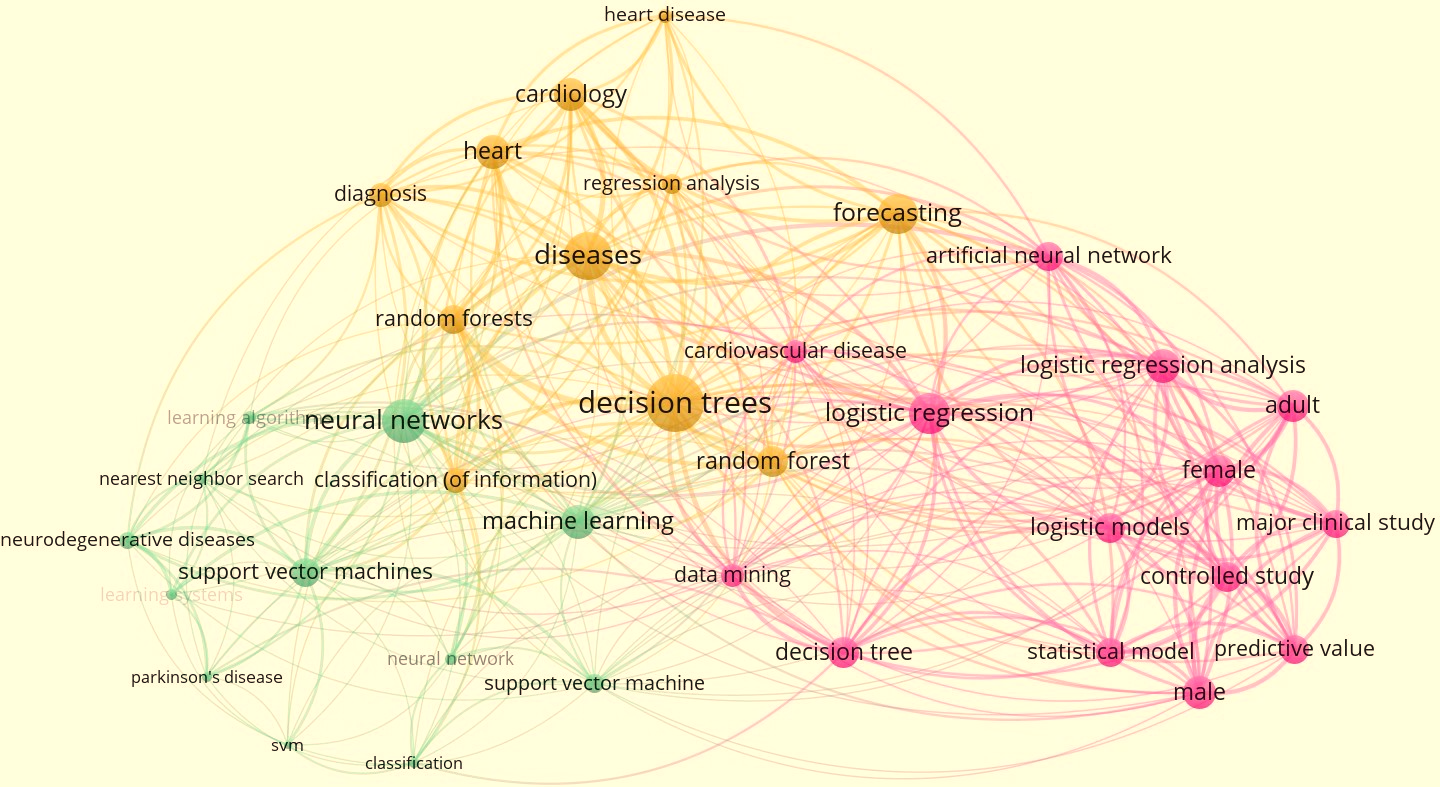 heart disease
cardiology
heart
regression analysis
diagnosis
forecasting
diseases
artificial neural network
random forests
cardiovascular disease
logistic regression analysis
decision trees
adult
logistic regression
learning algorithms
neural networks
random forest
female
nearest neighbor search
classification (of information)
machine learning
major clinical study
logistic models
neurodegenerative diseases
support vector machines
data mining
controlled study
learning systems
predictive value
decision tree
statistical model
neural network
parkinson's disease
support vector machine
male
svm
classification